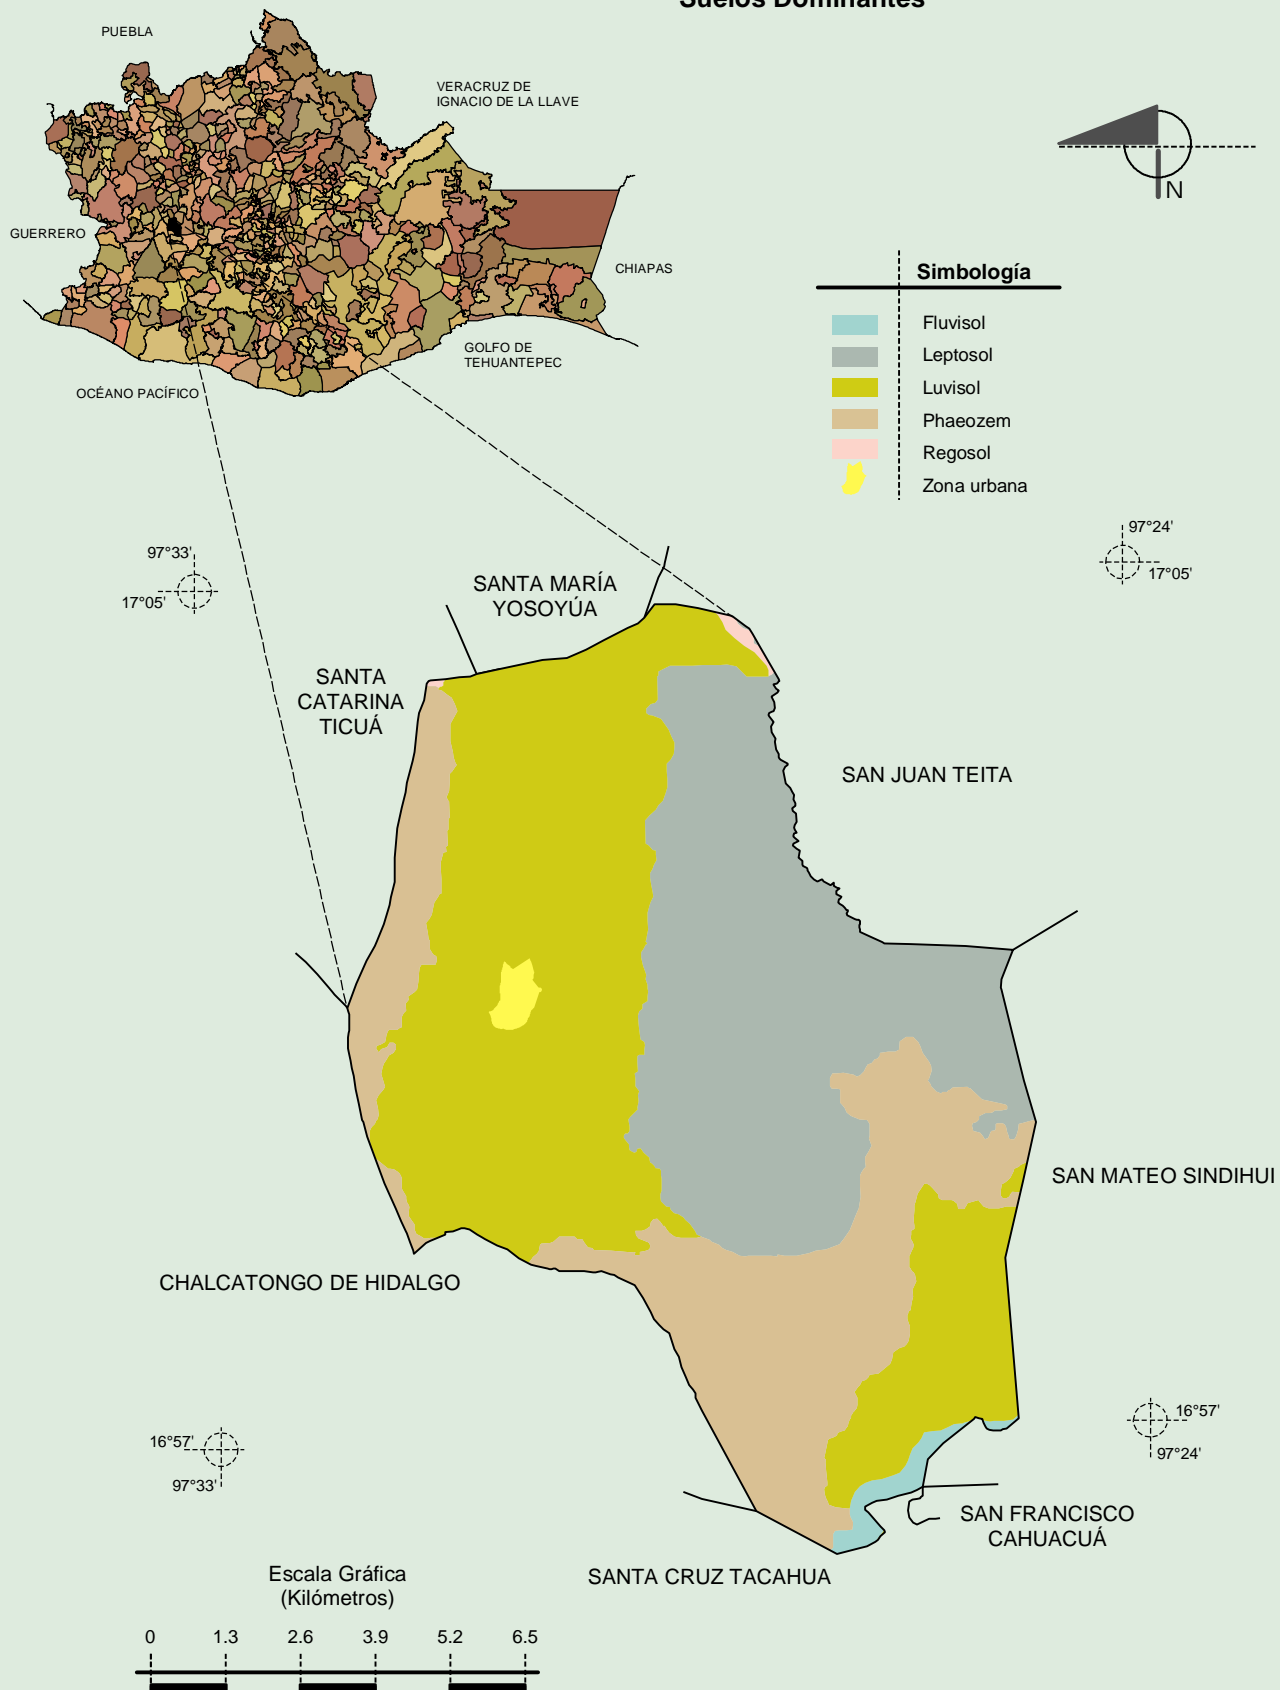 Suelos Dominantes
PUEBLA
VERACRUZ DE
IGNACIO DE LA LLAVE
N
GUERRERO
CHIAPAS
GOLFO DE
TEHUANTEPEC
OCÉANO PACÍFICO
Simbología
Fluvisol
Leptosol
Luvisol
Phaeozem
Regosol
Zona urbana
97°33'
17°05'
97°24'
17°05'
SANTA MARÍA
YOSOYÚA
SANTA
CATARINA
TICUÁ
SAN JUAN TEITA
SAN MATEO SINDIHUI
CHALCATONGO DE HIDALGO
16°57'
97°33'
16°57'
97°24'
SAN FRANCISCO
CAHUACUÁ
SANTA CRUZ TACAHUA
Escala Gráfica
(Kilómetros)
0 1.3 2.6 3.9 5.2 6.5